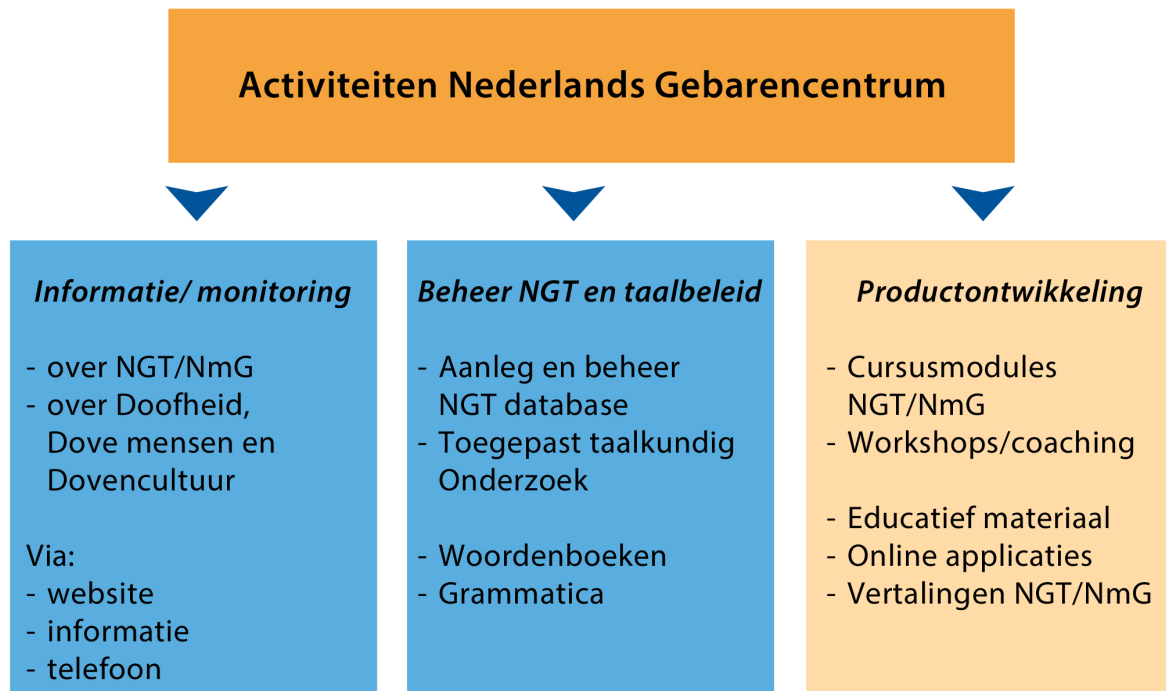 Activiteiten Nederlands Gebarencentrum
Informatie/ monitoring
- over NGT/NmG
- over Doofheid,
Dove mensen en
Dovencultuur
Via:
- website
- informatie
- telefoon
Beheer NGT en taalbeleid
- Aanleg en beheer
NGT database
- Toegepast taalkundig
Onderzoek
- Woordenboeken
- Grammatica
Productontwikkeling
- Cursusmodules
NGT/NmG
- Workshops/coaching
- Educatief materiaal
- Online applicaties
- Vertalingen NGT/NmG